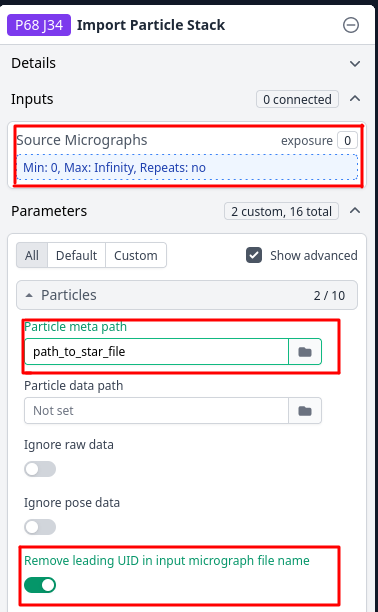 P68 J34 Import Particle Stack
Details
Inputs 0 connected
Source Micrographs exposure 0
Min: 0, Max: Infinity, Repeats: no
Parameters 2 custom, 16 total
All Default Custom Show advanced
Particles 2 / 10
Particle meta path
path_to_star_file
Particle data path
Not set
Ignore raw data
Ignore pose data
Remove leading UID in input micrograph file name